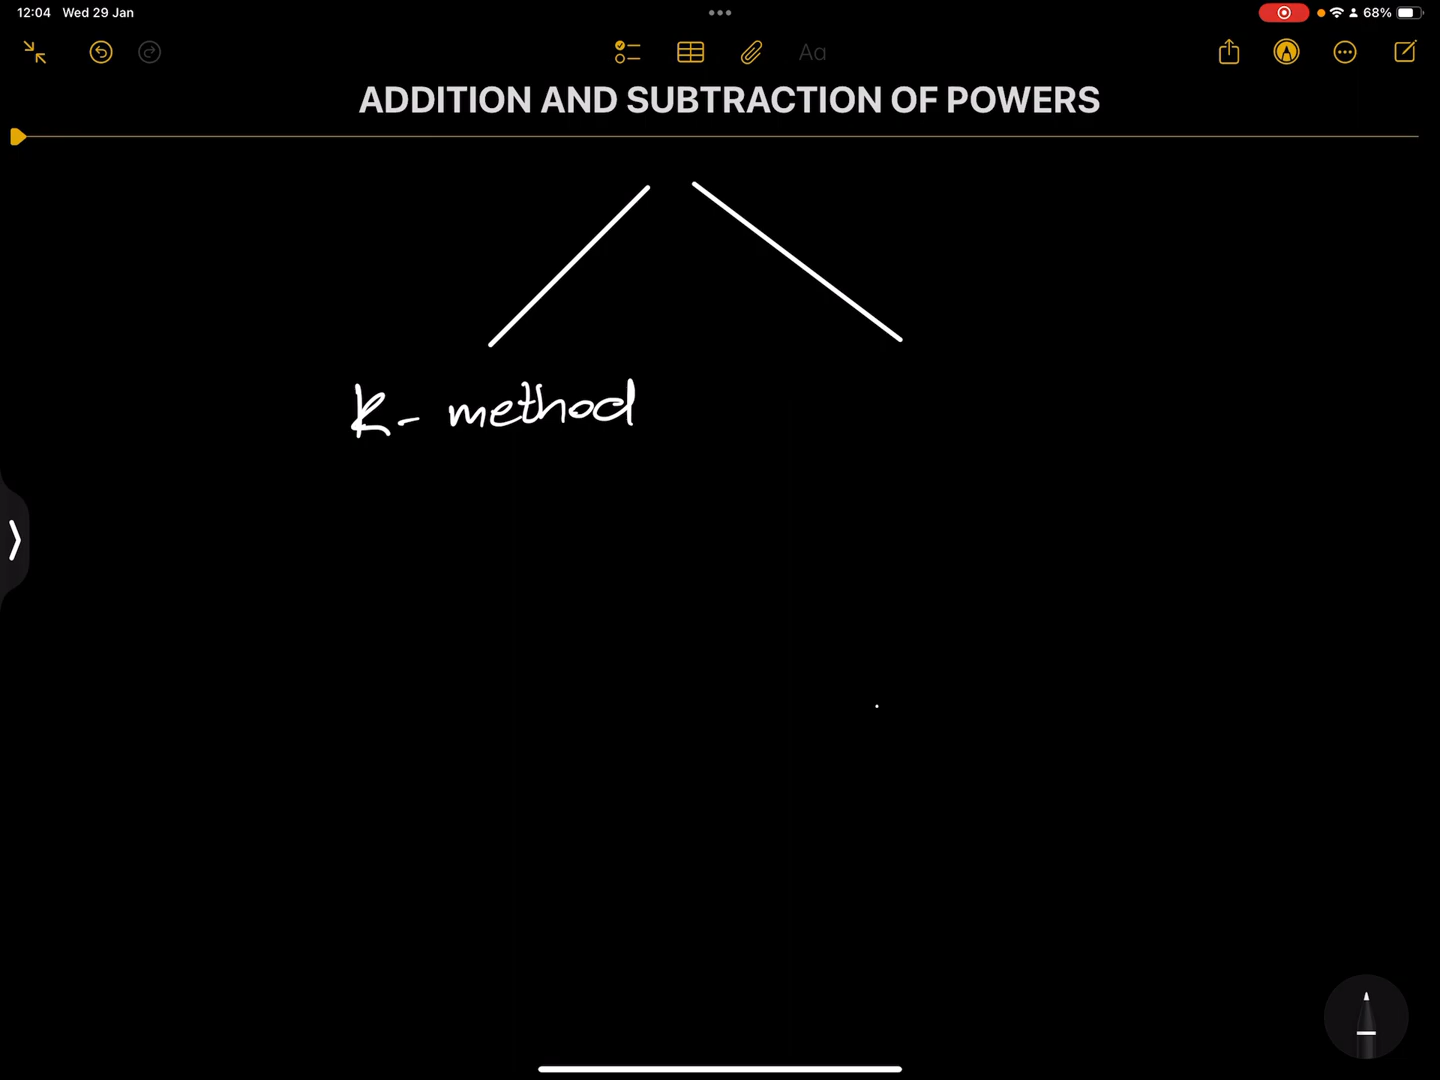 12:04 Wed 29 Jan 68%
Aa
ADDITION AND SUBTRACTION OF POWERS
K - method